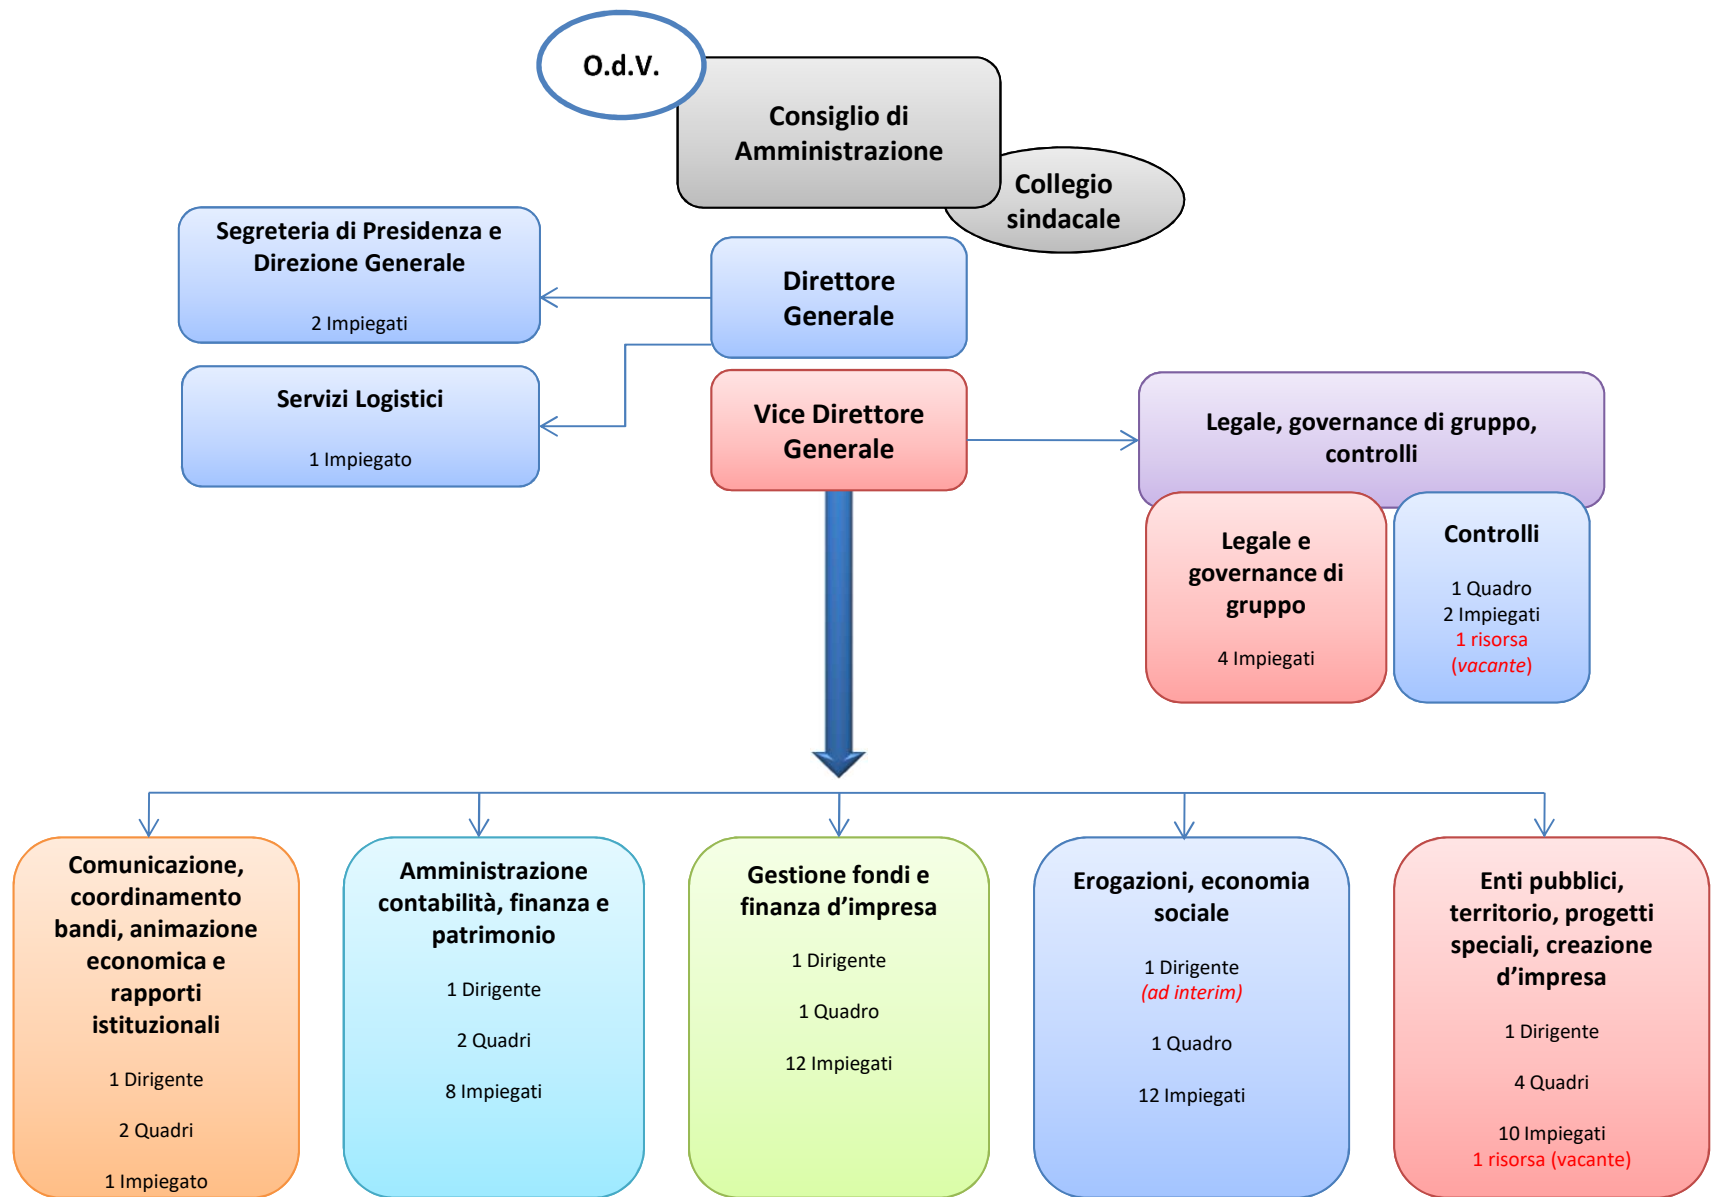 O.d.V.
Consiglio di
Amministrazione
Collegio
sindacale
Segreteria di Presidenza e
Direzione Generale
2 Impiegati
Direttore
Generale
Servizi Logistici
1 Impiegato
Vice Direttore
Generale
Legale, governance di gruppo,
controlli
Legale e
governance di
gruppo
4 Impiegati
Controlli
1 Quadro
2 Impiegati
1 risorsa
(vacante)
Comunicazione,
coordinamento
bandi, animazione
economica e
rapporti
istituzionali
1 Dirigente
2 Quadri
1 Impiegato
Amministrazione
contabilità, finanza e
patrimonio
1 Dirigente
2 Quadri
8 Impiegati
Gestione fondi e
finanza d’impresa
1 Dirigente
1 Quadro
12 Impiegati
Erogazioni, economia
sociale
1 Dirigente
(ad interim)
1 Quadro
12 Impiegati
Enti pubblici,
territorio, progetti
speciali, creazione
d’impresa
1 Dirigente
4 Quadri
10 Impiegati
1 risorsa (vacante)